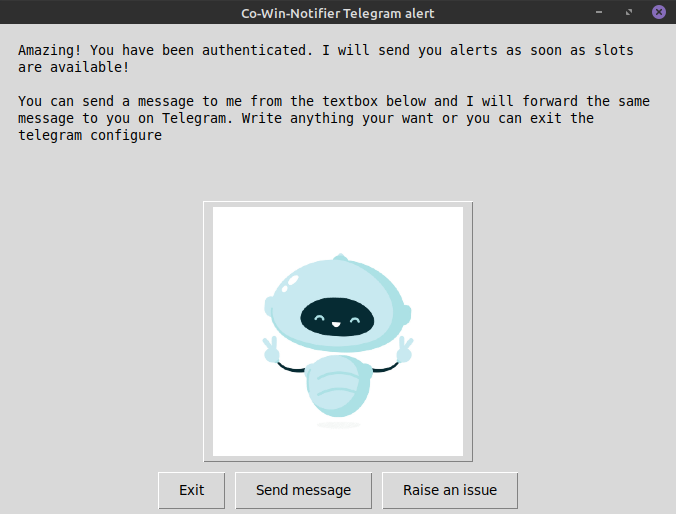 Co-Win-Notifier Telegram alert
Amazing! You have been authenticated. I will send you alerts as soon as slots
are available!
You can send a message to me from the textbox below and I will forward the same
message to you on Telegram. Write anything your want or you can exit the
telegram configure
Exit
Send message
Raise an issue